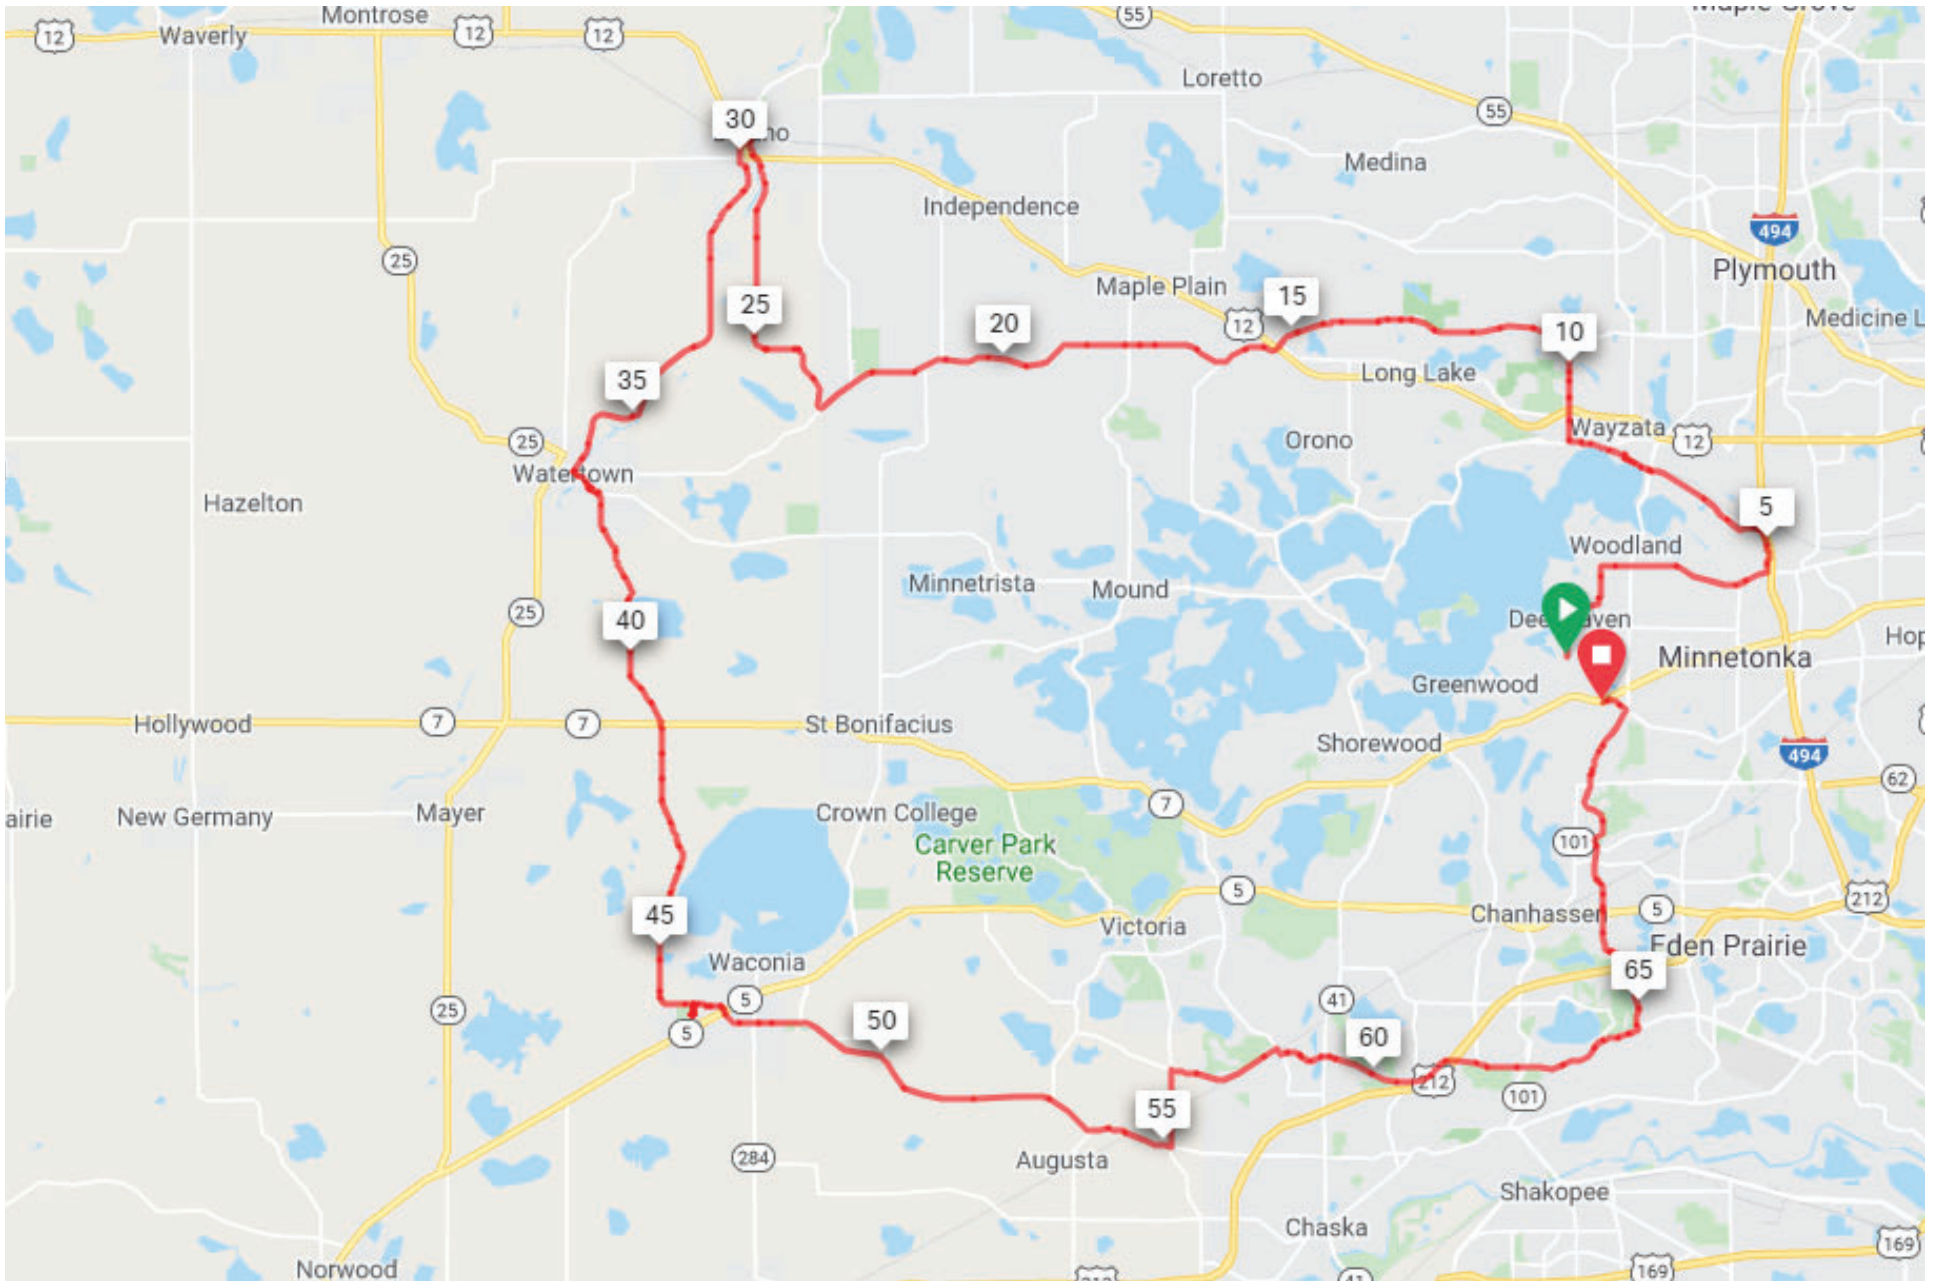 Montrose
12
Waverly
12
12
55
Loretto
55
30
Medina
Independence
494
Plymouth
25
Maple Plain
25
15
12
20
10
Medicine L
35
Long Lake
25
Orono
Wayzata
12
Watertown
Hazelton
5
Woodland
Minnetrista
Mound
25
40
Minnetonka
Hop
Greenwood
Hollywood
7
7
St Bonifacius
Shorewood
494
62
airie
New Germany
Mayer
Crown College
7
Carver Park
Reserve
101
5
212
45
Victoria
Chanhassen
5
Eden Prairie
Waconia
65
5
41
25
5
50
60
212
101
55
284
Augusta
Shakopee
Chaska
169
Norwood
41
169